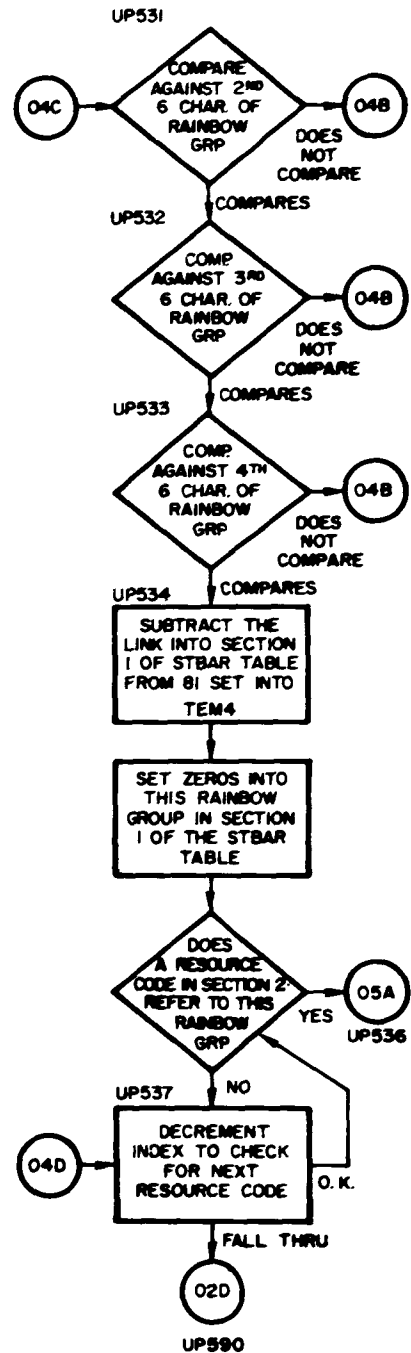 UP531
04C
COMPARE
AGAINST 2ND
6 CHAR. OF
RAINBOW
GRP
04B
DOES
NOT
COMPARE
COMPARES
UP532
COMP.
AGAINST 3RD
6 CHAR. OF
RAINBOW
GRP
04B
DOES
NOT
COMPARE
COMPARES
UP533
COMP.
AGAINST 4TH
6 CHAR. OF
RAINBOW
GRP
04B
DOES
NOT
COMPARE
COMPARES
UP534
SUBTRACT THE
LINK INTO SECTION
1 OF STBAR TABLE
FROM 81 SET INTO
TEM4
SET ZEROS INTO
THIS RAINBOW
GROUP IN SECTION
1 OF THE STBAR
TABLE
DOES
A RESOURCE
CODE IN SECTION 2
REFER TO THIS
RAINBOW
GRP
05A
YES
UP536
NO
UP537
04D
DECREMENT
INDEX TO CHECK
FOR NEXT
RESOURCE CODE
O.K.
FALL THRU
02D
UP590